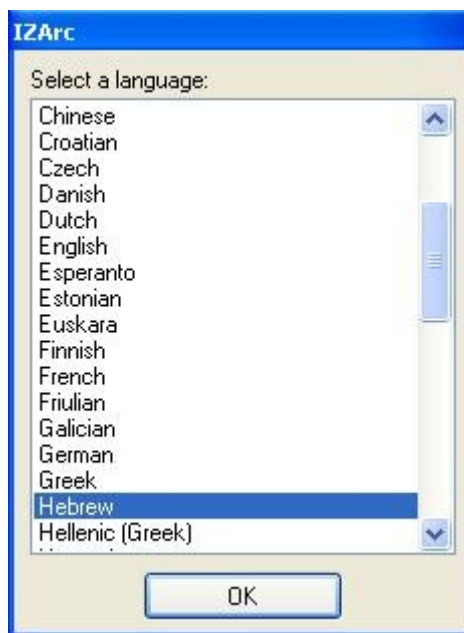 IZArc
Select a language:
Chinese
Croatian
Czech
Danish
Dutch
English
Esperanto
Estonian
Euskara
Finnish
French
Friulian
Galician
German
Greek
Hebrew
Hellenic (Greek)
OK